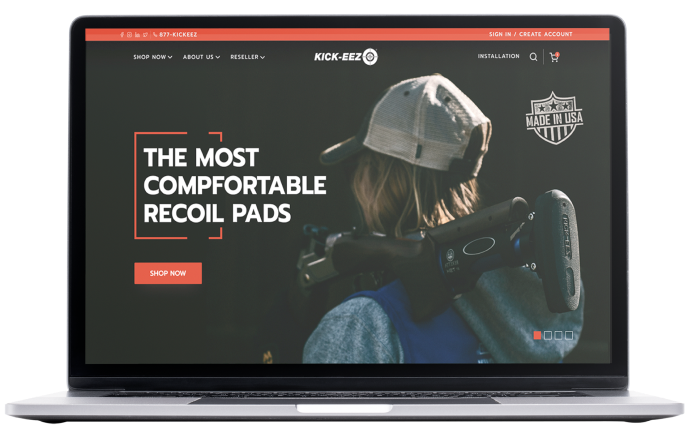 877-KICKEEZ
SIGN IN / CREATE ACCOUNT
SHOP NOW
ABOUT US
RESELLER
KICK-EEZ
INSTALLATION
MADE IN USA
THE MOST
COMPFORTABLE
RECOIL PADS
SHOP NOW